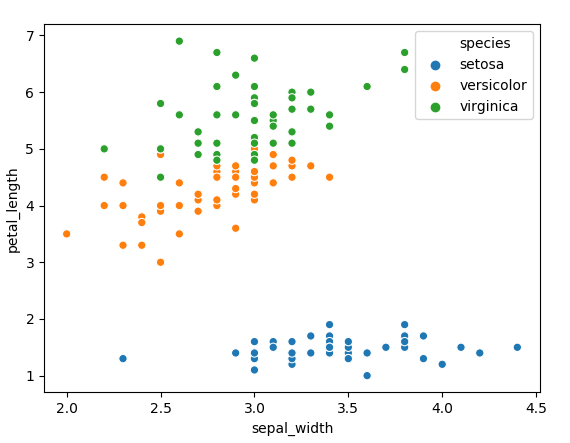 species
setosa
versicolor
virginica
7
6
5
4
3
2
1
petal_length
2.0 2.5 3.0 3.5 4.0 4.5
sepal_width